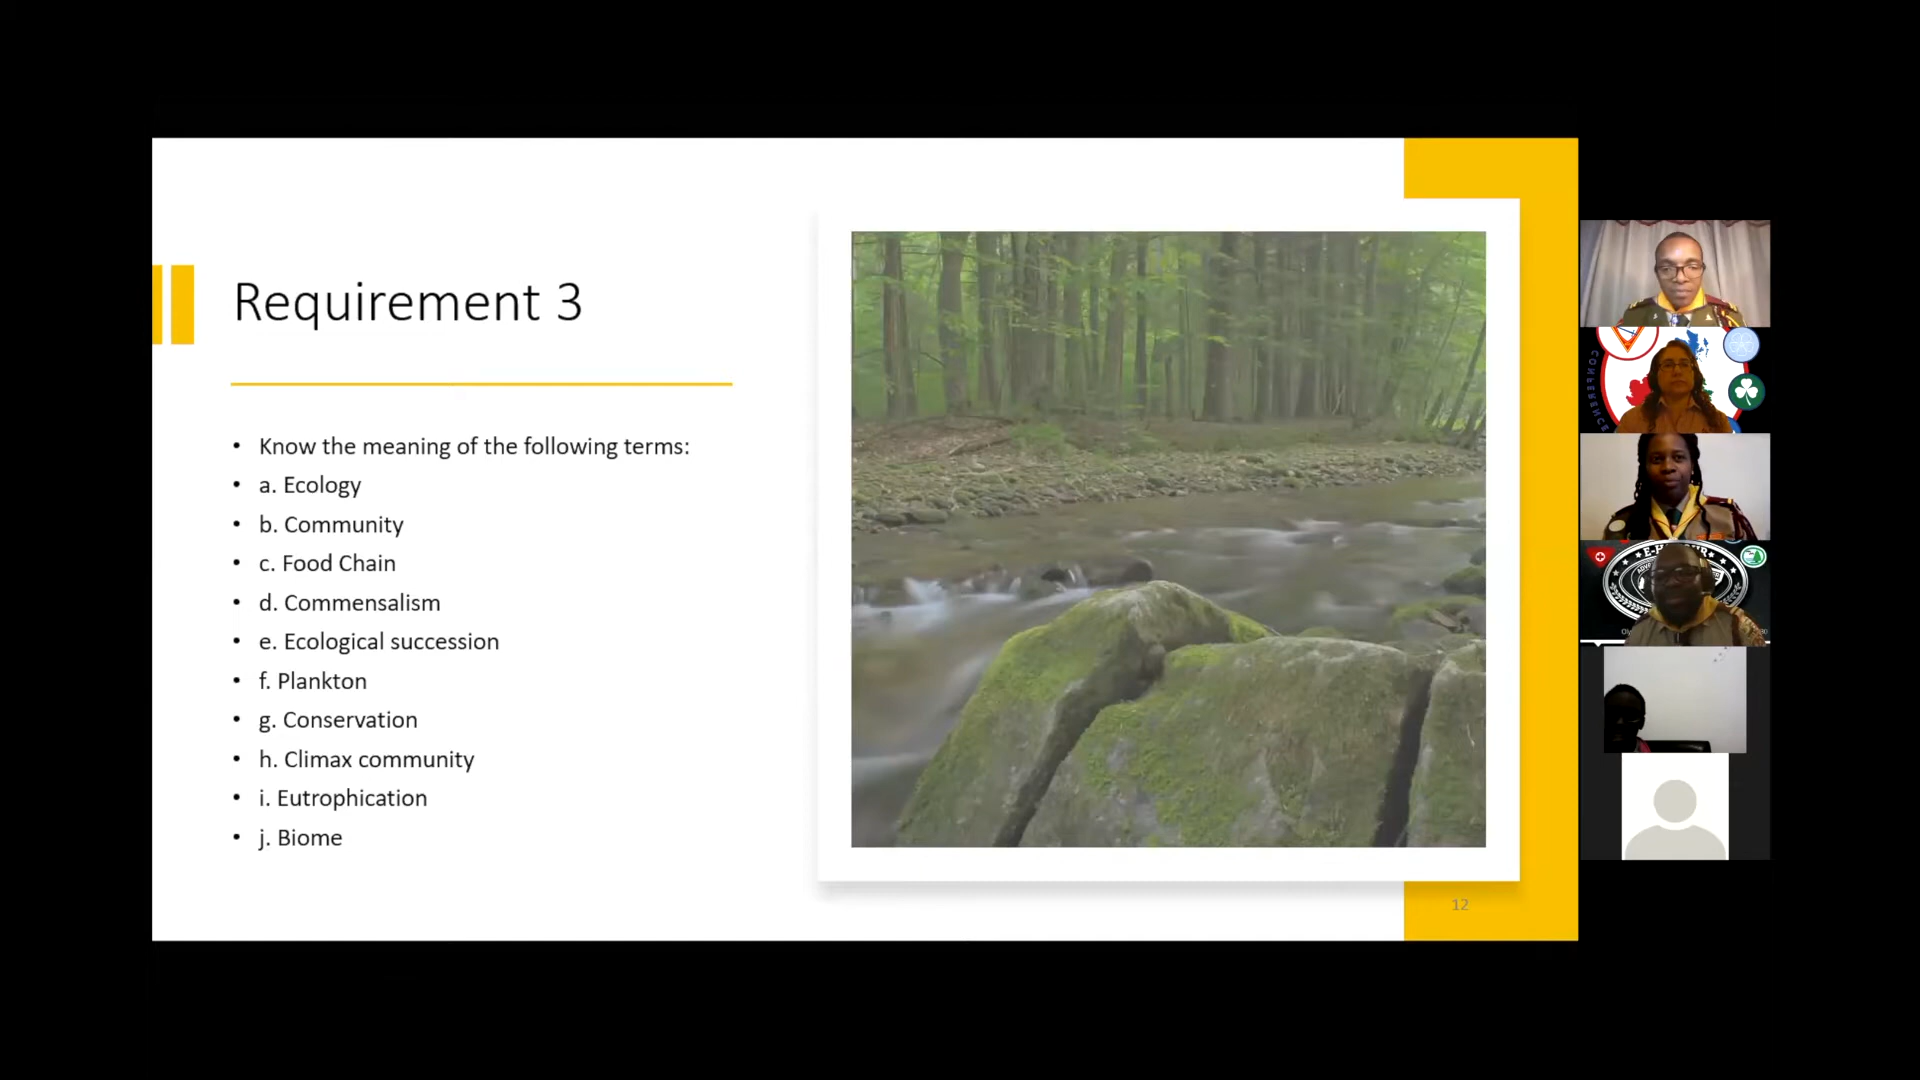 Requirement 3
• Know the meaning of the following terms:
• a. Ecology
• b. Community
• c. Food Chain
• d. Commensalism
• e. Ecological succession
• f. Plankton
• g. Conservation
• h. Climax community
• i. Eutrophication
• j. Biome
12
CONFERENCE